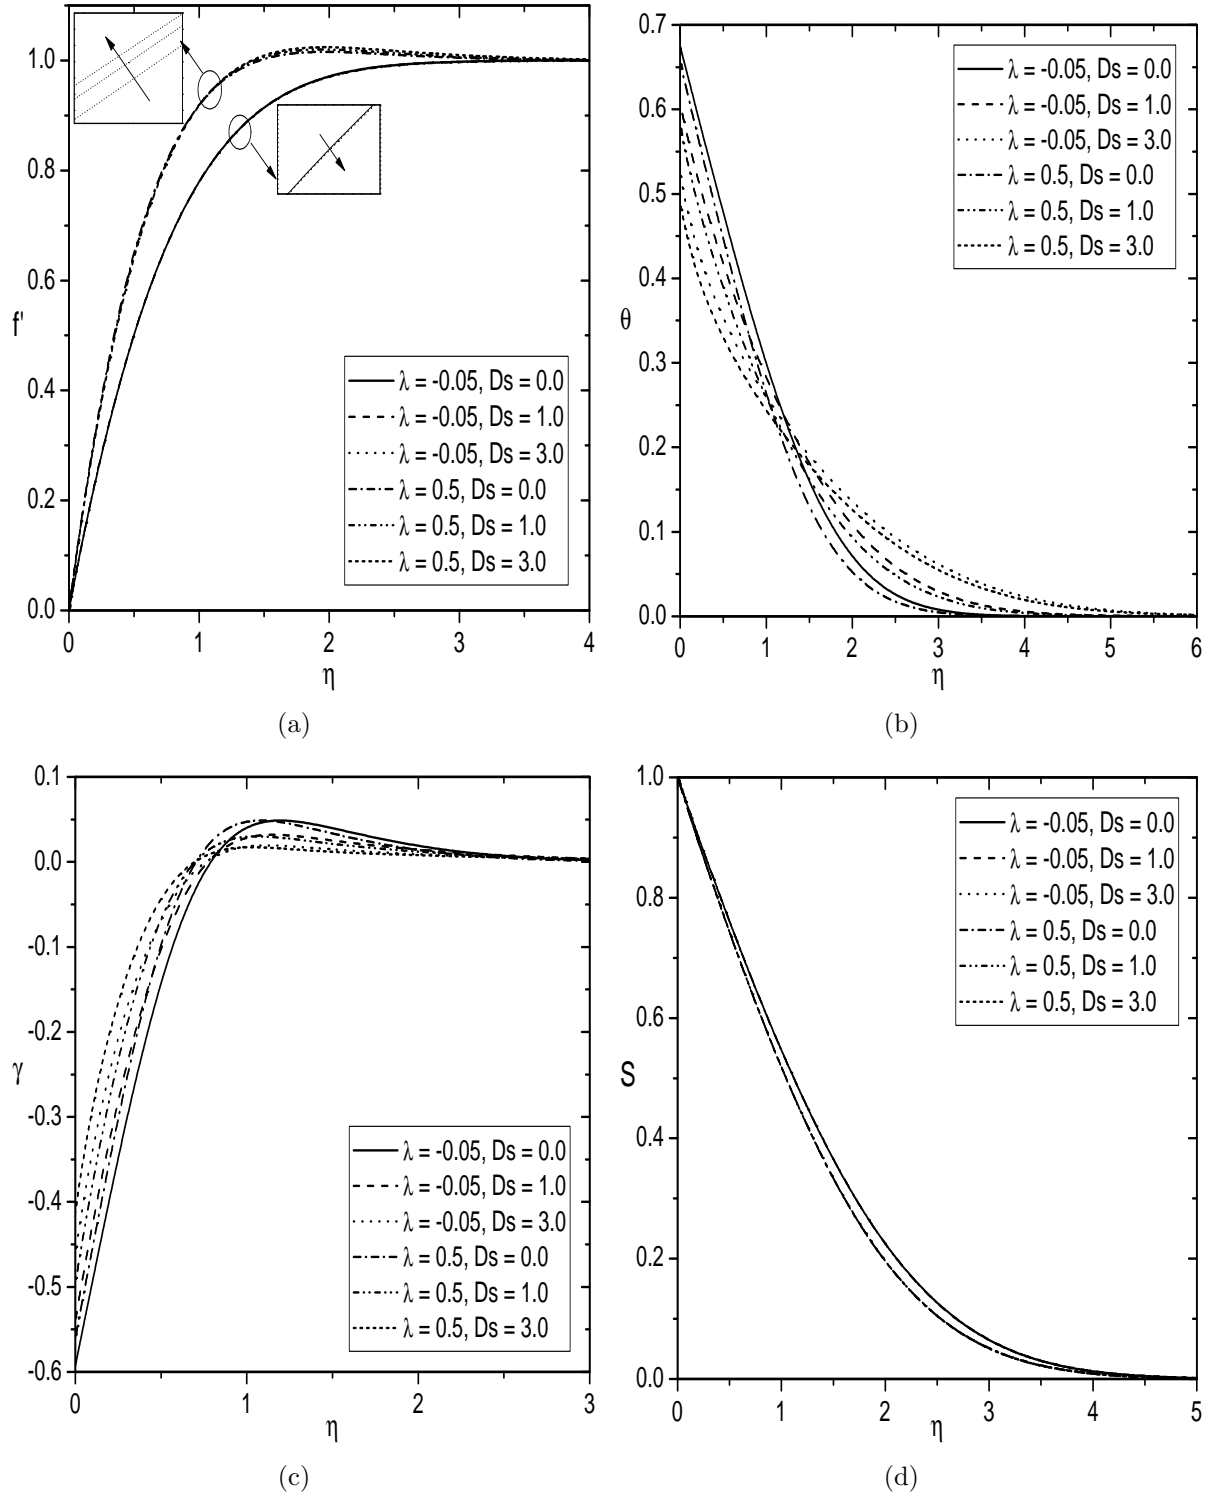 1.0
0.8
0.6
0.4
0.2
0.0
f'
0 1 2 3 4
η
λ = -0.05, Ds = 0.0
λ = -0.05, Ds = 1.0
λ = -0.05, Ds = 3.0
λ = 0.5, Ds = 0.0
λ = 0.5, Ds = 1.0
λ = 0.5, Ds = 3.0
(a)
0.7
0.6
0.5
0.4
0.3
0.2
0.1
0.0
θ
0 1 2 3 4 5 6
η
λ = -0.05, Ds = 0.0
λ = -0.05, Ds = 1.0
λ = -0.05, Ds = 3.0
λ = 0.5, Ds = 0.0
λ = 0.5, Ds = 1.0
λ = 0.5, Ds = 3.0
(b)
0.1
0.0
-0.1
-0.2
-0.3
-0.4
-0.5
-0.6
γ
0 1 2 3
η
λ = -0.05, Ds = 0.0
λ = -0.05, Ds = 1.0
λ = -0.05, Ds = 3.0
λ = 0.5, Ds = 0.0
λ = 0.5, Ds = 1.0
λ = 0.5, Ds = 3.0
(c)
1.0
0.8
0.6
0.4
0.2
0.0
S
0 1 2 3 4 5
η
λ = -0.05, Ds = 0.0
λ = -0.05, Ds = 1.0
λ = -0.05, Ds = 3.0
λ = 0.5, Ds = 0.0
λ = 0.5, Ds = 1.0
λ = 0.5, Ds = 3.0
(d)